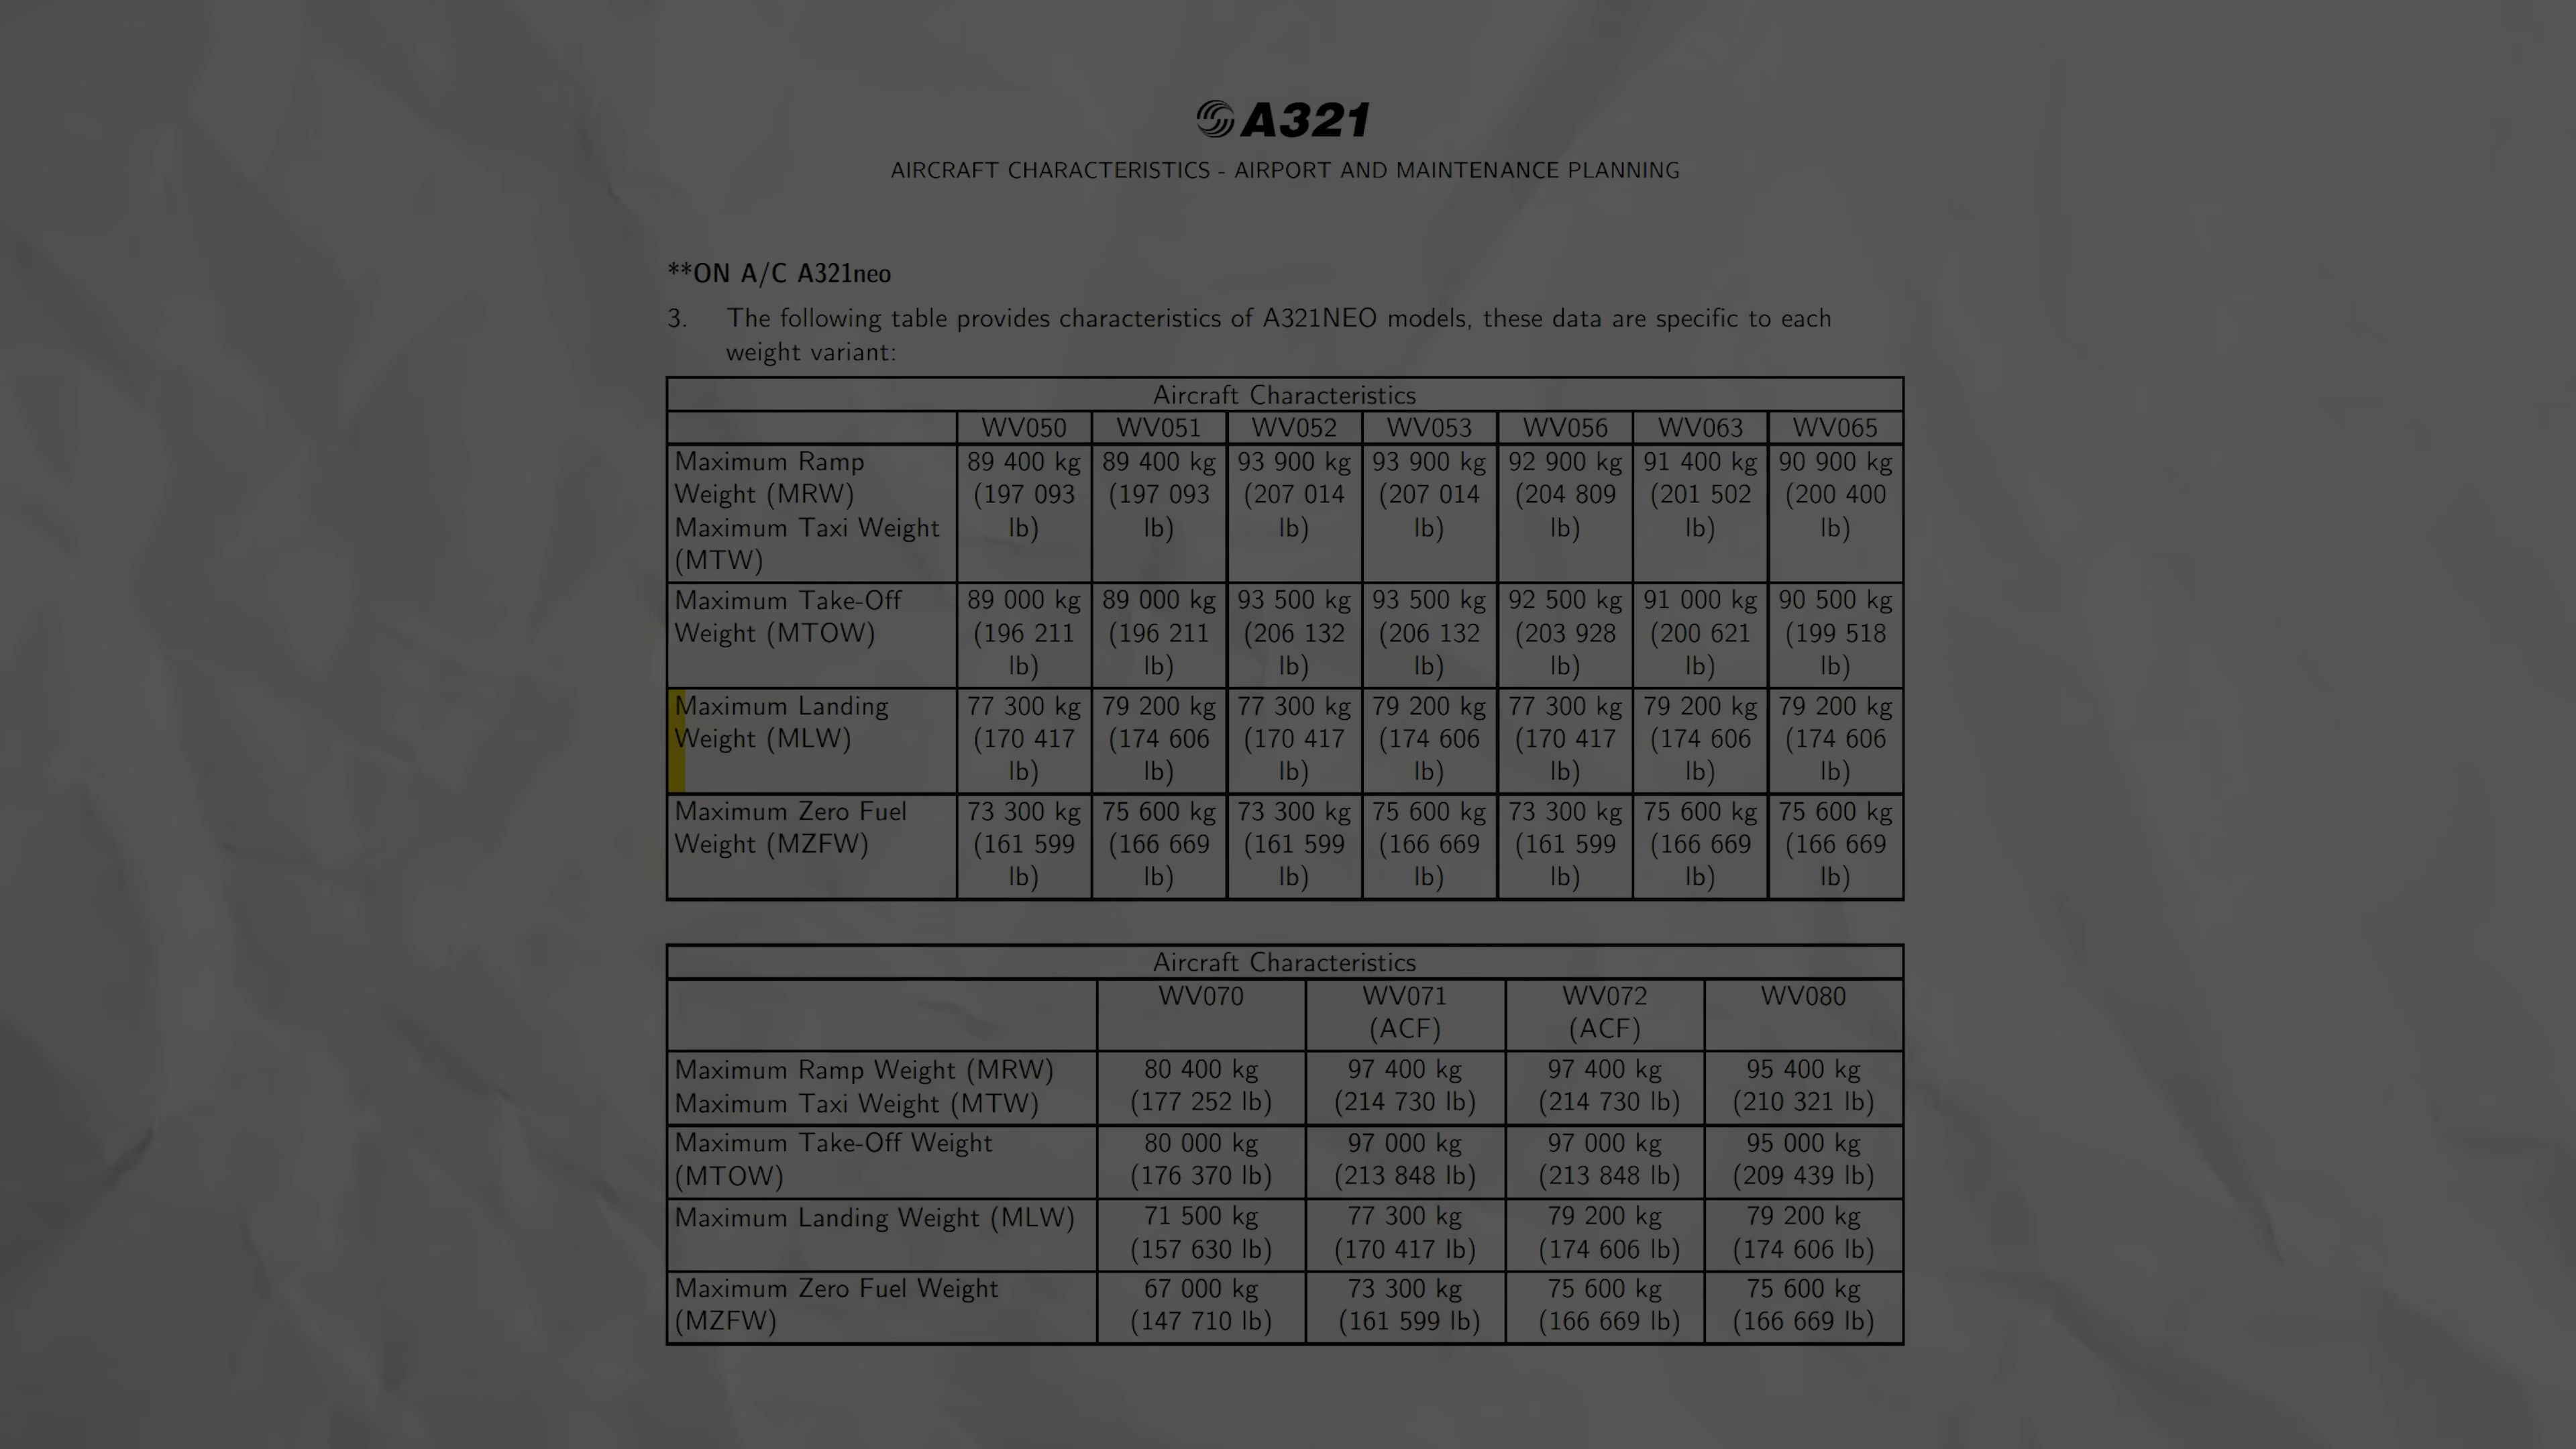 A321
AIRCRAFT CHARACTERISTICS - AIRPORT AND MAINTENANCE PLANNING
**ON A/C A321neo
3. The following table provides characteristics of A321NEO models, these data are specific to each
weight variant:
Aircraft Characteristics
WV050 WV051 WV052 WV053 WV056 WV063 WV065
Maximum Ramp 89 400 kg 89 400 kg 93 900 kg 93 900 kg 92 900 kg 91 400 kg 90 900 kg
Weight (MRW) (197 093 (197 093 (207 014 (207 014 (204 809 (201 502 (200 400
Maximum Taxi Weight lb) lb) lb) lb) lb) lb) lb)
(MTW)
Maximum Take-Off 89 000 kg 89 000 kg 93 500 kg 93 500 kg 92 500 kg 91 000 kg 90 500 kg
Weight (MTOW) (196 211 (196 211 (206 132 (206 132 (203 928 (200 621 (199 518
lb) lb) lb) lb) lb) lb) lb)
Maximum Landing 77 300 kg 79 200 kg 77 300 kg 79 200 kg 77 300 kg 79 200 kg 79 200 kg
Weight (MLW) (170 417 (174 606 (170 417 (174 606 (170 417 (174 606 (174 606
lb) lb) lb) lb) lb) lb) lb)
Maximum Zero Fuel 73 300 kg 75 600 kg 73 300 kg 75 600 kg 73 300 kg 75 600 kg 75 600 kg
Weight (MZFW) (161 599 (166 669 (161 599 (166 669 (161 599 (166 669 (166 669
lb) lb) lb) lb) lb) lb) lb)
Aircraft Characteristics
WV070 WV071 WV072 WV080
(ACF) (ACF)
Maximum Ramp Weight (MRW) 80 400 kg 97 400 kg 97 400 kg 95 400 kg
Maximum Taxi Weight (MTW) (177 252 lb) (214 730 lb) (214 730 lb) (210 321 lb)
Maximum Take-Off Weight 80 000 kg 97 000 kg 97 000 kg 95 000 kg
(MTOW) (176 370 lb) (213 848 lb) (213 848 lb) (209 439 lb)
Maximum Landing Weight (MLW) 71 500 kg 77 300 kg 79 200 kg 79 200 kg
(157 630 lb) (170 417 lb) (174 606 lb) (174 606 lb)
Maximum Zero Fuel Weight 67 000 kg 73 300 kg 75 600 kg 75 600 kg
(MZFW) (147 710 lb) (161 599 lb) (166 669 lb) (166 669 lb)